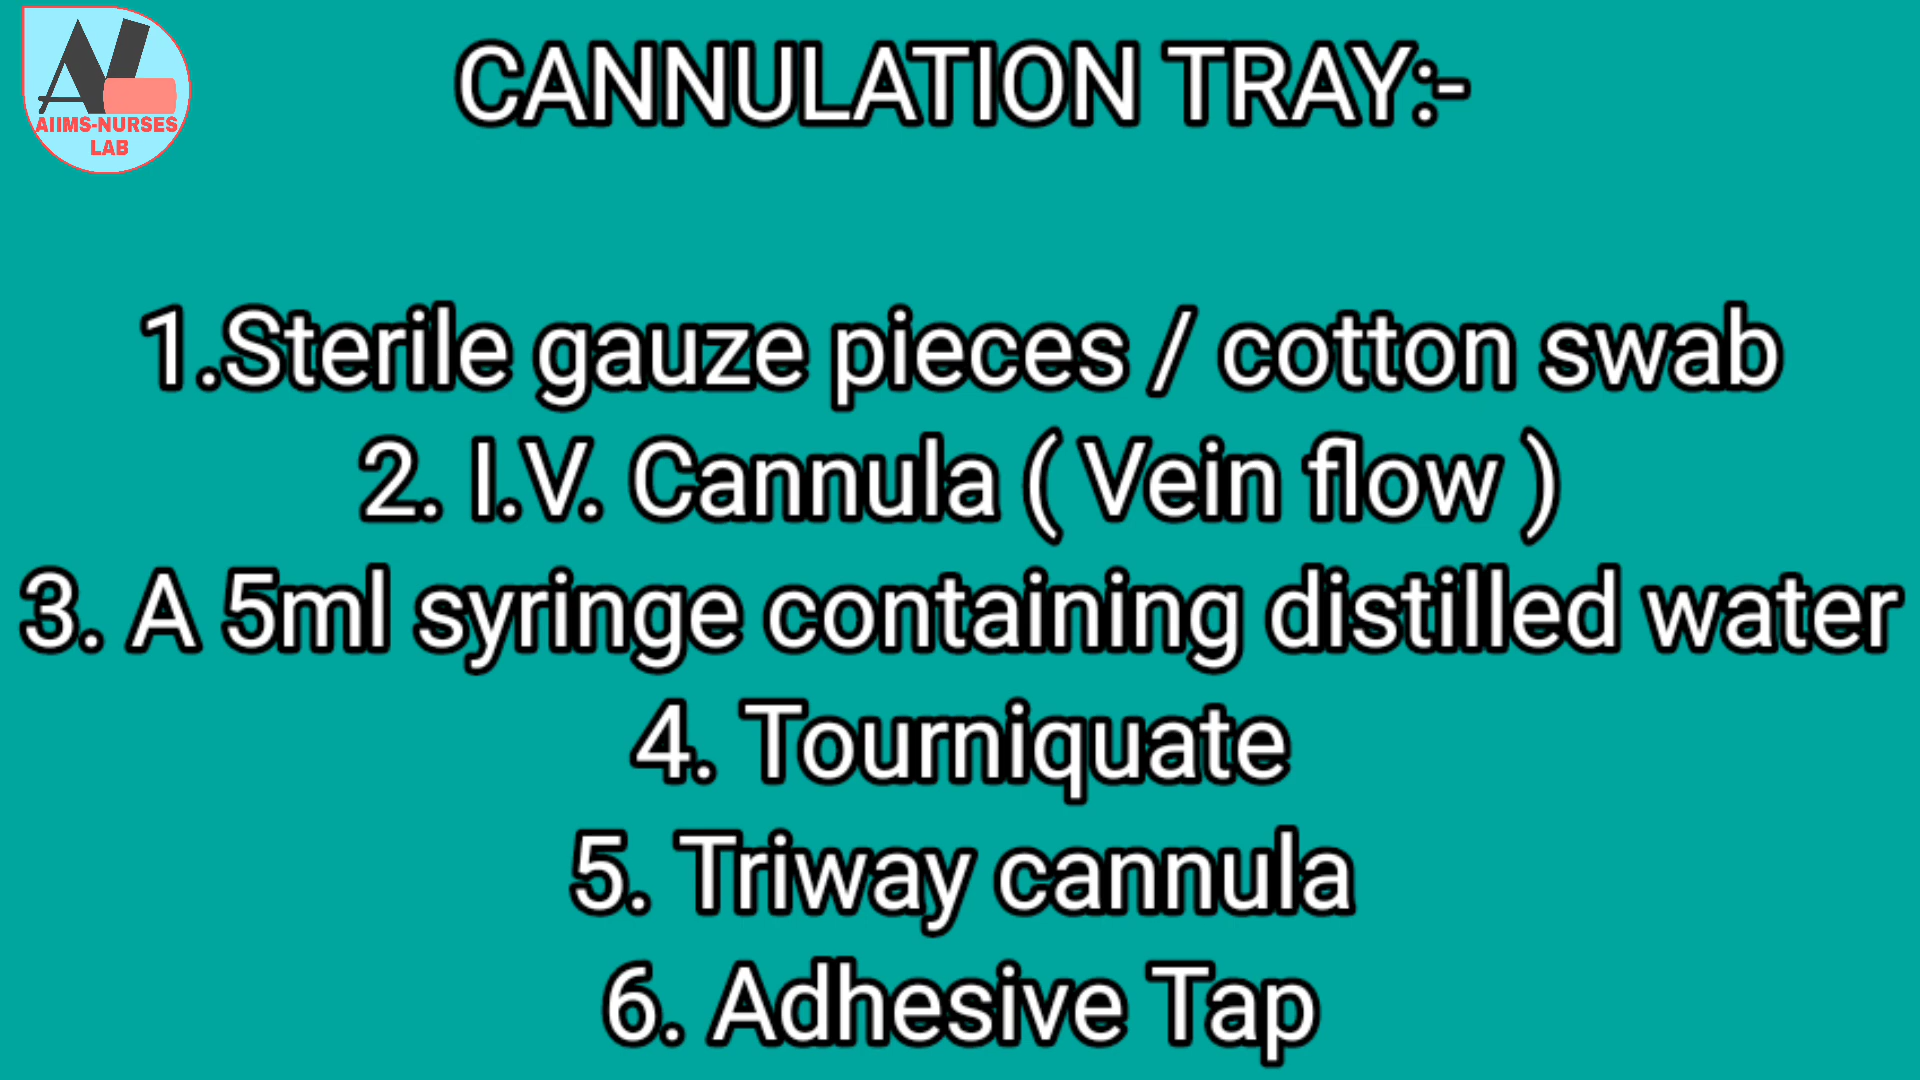 AIIMS-NURSES
LAB
CANNULATION TRAY:-
1.Sterile gauze pieces / cotton swab
2. I.V. Cannula ( Vein flow )
3. A 5ml syringe containing distilled water
4. Tourniquate
5. Triway cannula
6. Adhesive Tap